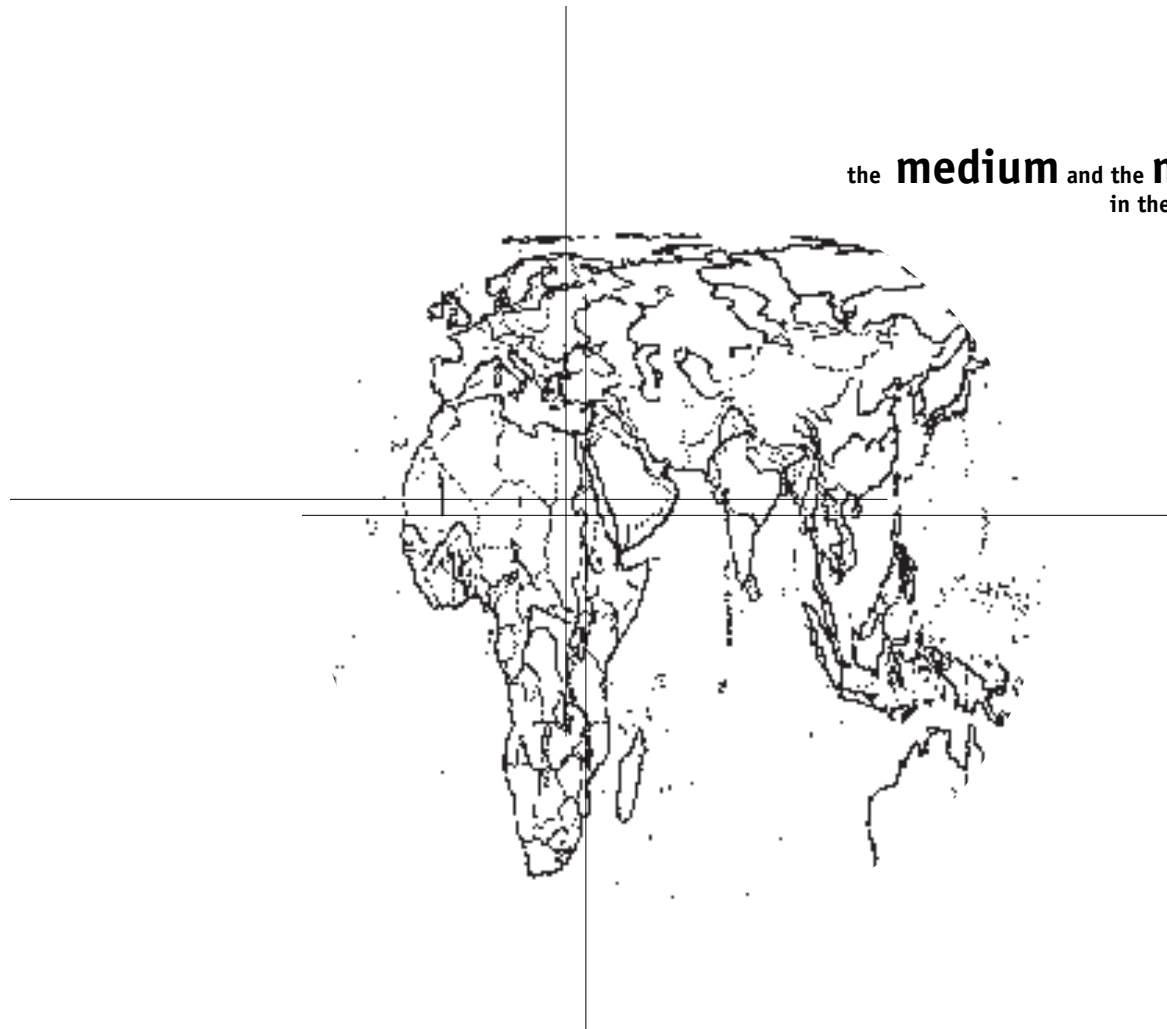 the medium and the
in the